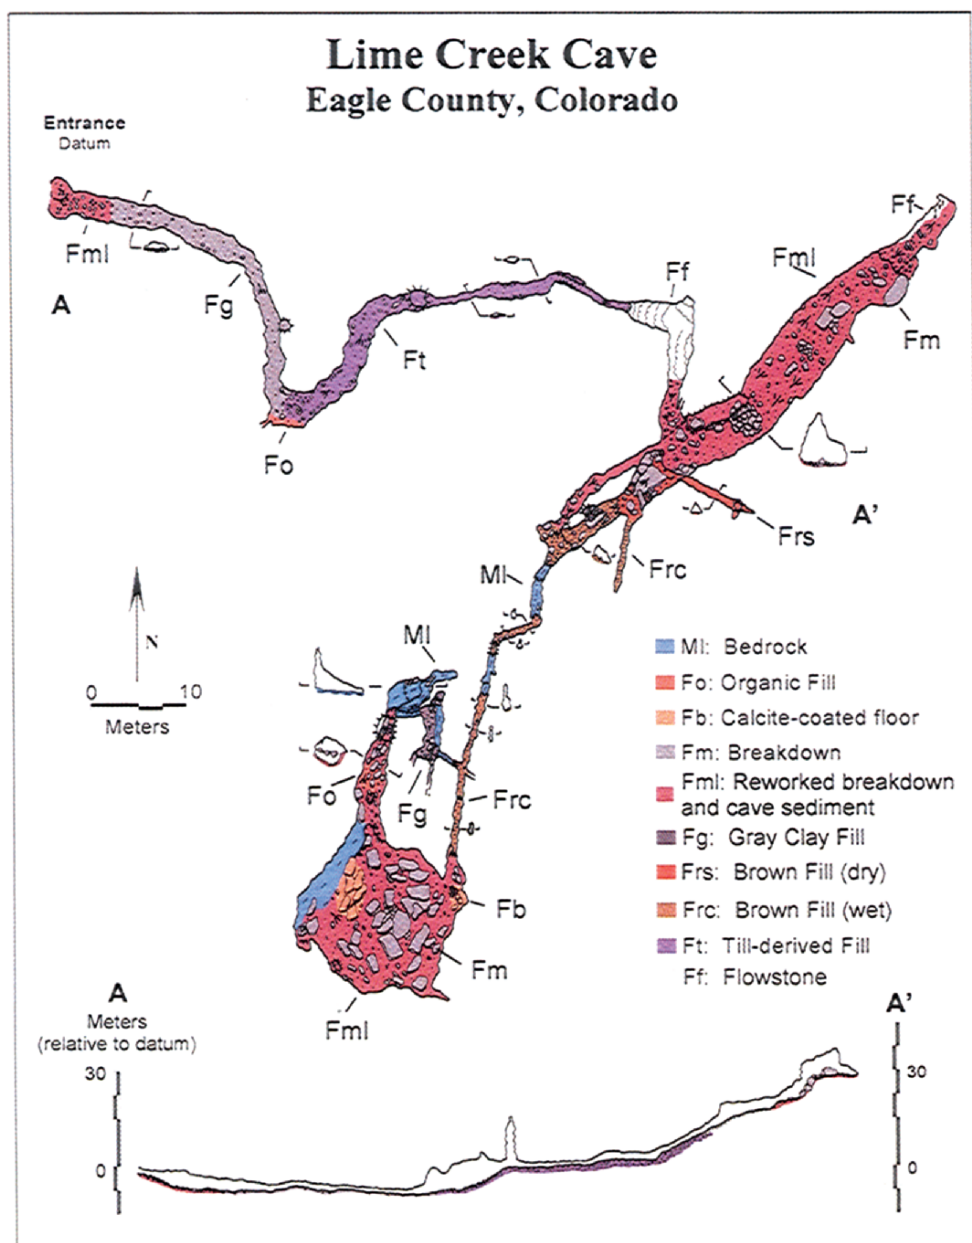 Lime Creek Cave
Eagle County, Colorado
Entrance
Datum
Ff
Fml
Fml
Ff
Fg
A
Fm
Ft
Fo
A'
Frs
Frc
Ml
Ml
N
0 10
Meters
Fo
Fg
Frc
Fb
Fm
Fml
Ml: Bedrock
Fo: Organic Fill
Fb: Calcite-coated floor
Fm: Breakdown
Fml: Reworked breakdown
and cave sediment
Fg: Gray Clay Fill
Frs: Brown Fill (dry)
Frc: Brown Fill (wet)
Ft: Till-derived Fill
Ff: Flowstone
A
Meters
(relative to datum)
A'
30
30
0
0